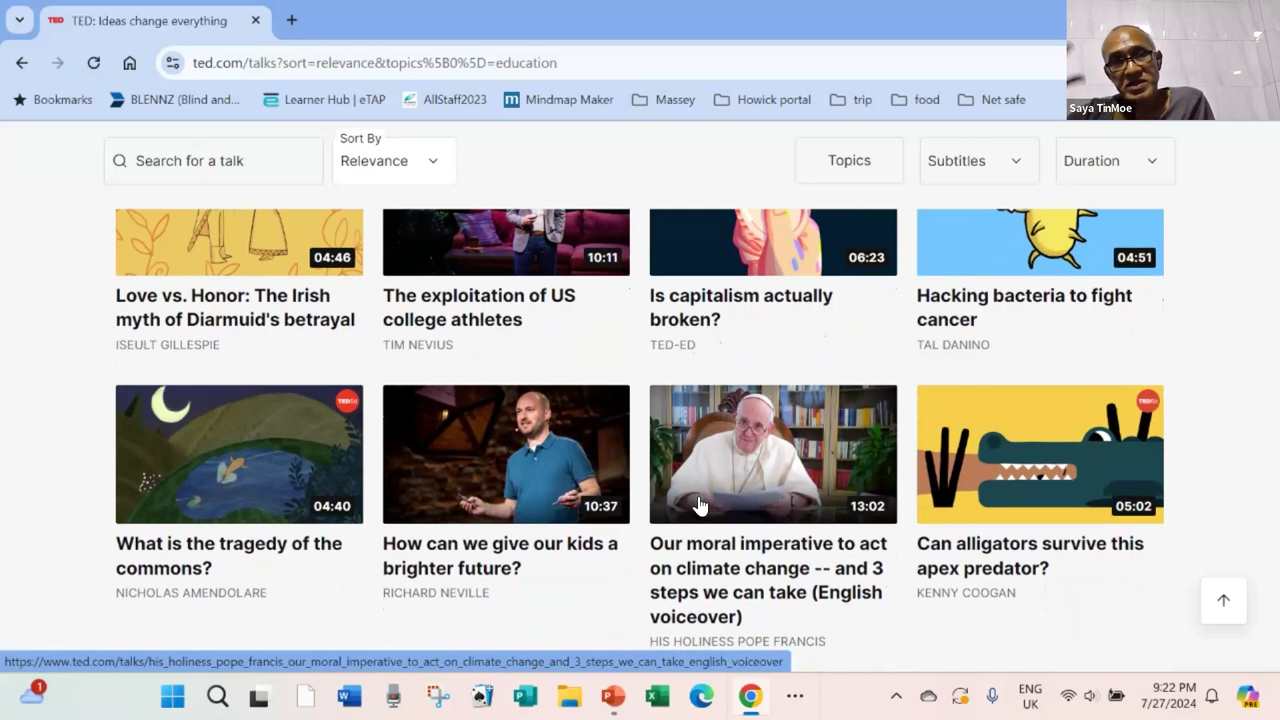 TED TED: Ideas change everything
ted.com/talks?sort=relevance&topics%5B0%5D=education
Bookmarks BLENNZ (Blind and... Learner Hub | eTAP AllStaff2023 Mindmap Maker Massey Howick portal trip food Net safe
Saya TinMoe
Sort By
Search for a talk Relevance Topics Subtitles Duration
04:46 10:11 06:23 04:51
Love vs. Honor: The Irish
myth of Diarmuid's betrayal
ISEULT GILLESPIE
The exploitation of US
college athletes
TIM NEVIUS
Is capitalism actually
broken?
TED-ED
Hacking bacteria to fight
cancer
TAL DANINO
TEDEd TEDEd
04:40 10:37 13:02 05:02
What is the tragedy of the
commons?
NICHOLAS AMENDOLARE
How can we give our kids a
brighter future?
RICHARD NEVILLE
Our moral imperative to act
on climate change -- and 3
steps we can take (English
voiceover)
HIS HOLINESS POPE FRANCIS
Can alligators survive this
apex predator?
KENNY COOGAN
https://www.ted.com/talks/his_holiness_pope_francis_our_moral_imperative_to_act_on_climate_change_and_3_steps_we_can_take_english_voiceover
1
ENG
UK
9:22 PM
7/27/2024
PRE